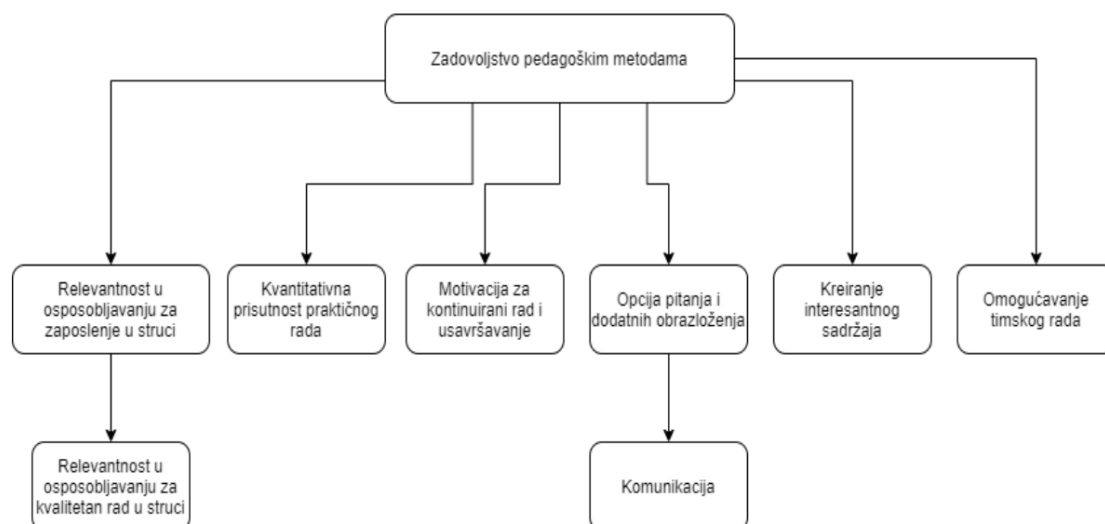 Zadovoljstvo pedagoškim metodama
Relevantnost u
osposobljavanju za
zaposlenje u struci
Kvantitativna
prisutnost praktičnog
rada
Motivacija za
kontinuirani rad i
usavršavanje
Opcija pitanja i
dodatnih obrazloženja
Kreiranje
interesantnog
sadržaja
Omogućavanje
timskog rada
Relevantnost u
osposobljavanju za
kvalitetan rad u struci
Komunikacija